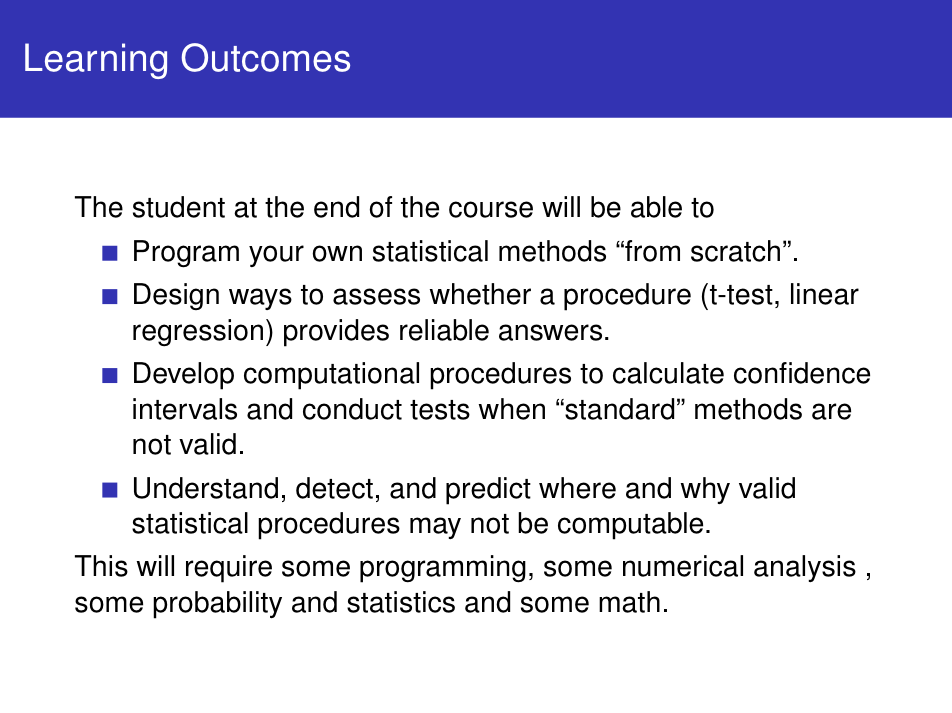 Learning Outcomes
The student at the end of the course will be able to
Program your own statistical methods “from scratch”.
Design ways to assess whether a procedure (t-test, linear
regression) provides reliable answers.
Develop computational procedures to calculate confidence
intervals and conduct tests when “standard” methods are
not valid.
Understand, detect, and predict where and why valid
statistical procedures may not be computable.
This will require some programming, some numerical analysis ,
some probability and statistics and some math.